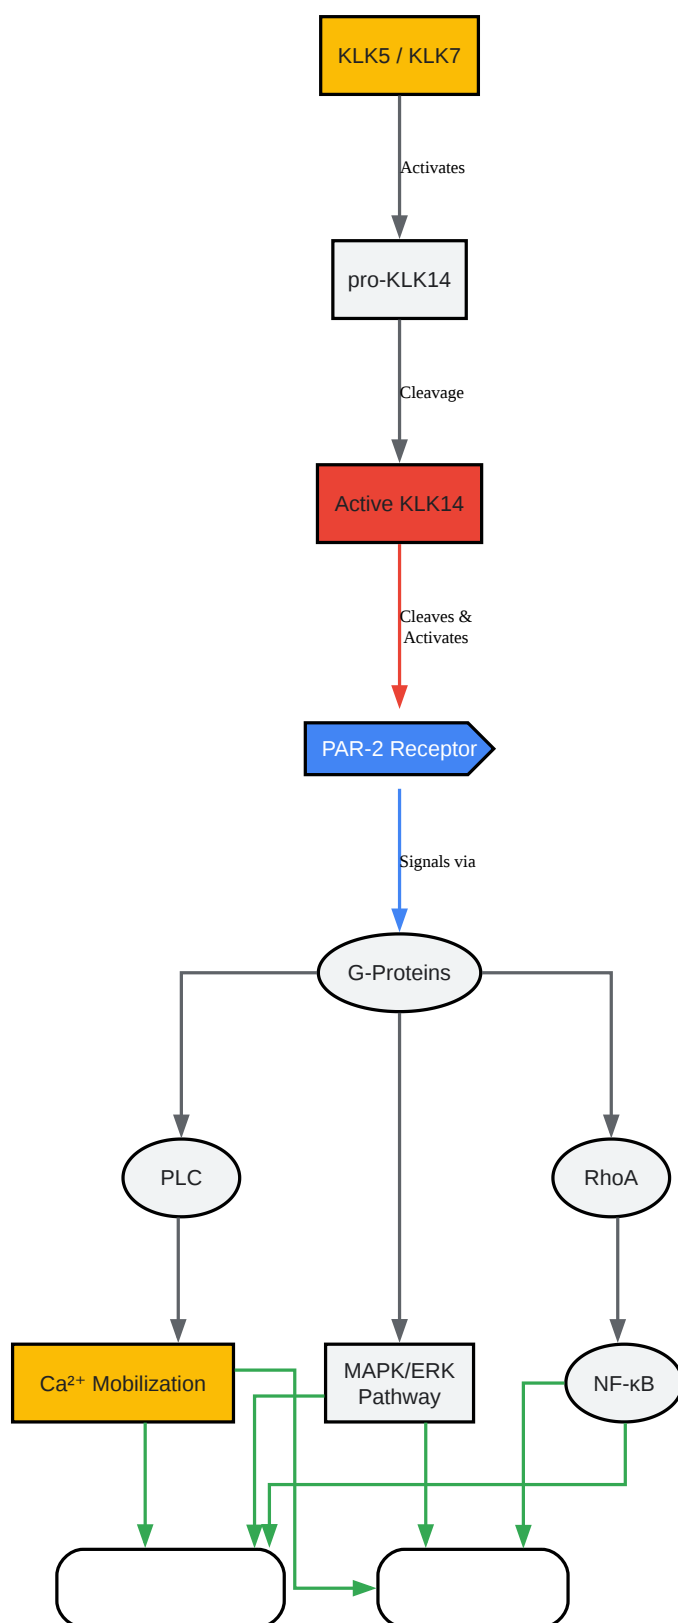 KLK5 / KLK7
Activates
pro-KLK14
Cleavage
Active KLK14
Cleaves &
Activates
PAR-2 Receptor
Signals via
G-Proteins
PLC
RhoA
Ca²⁺ Mobilization
MAPK/ERK
Pathway
NF-κB